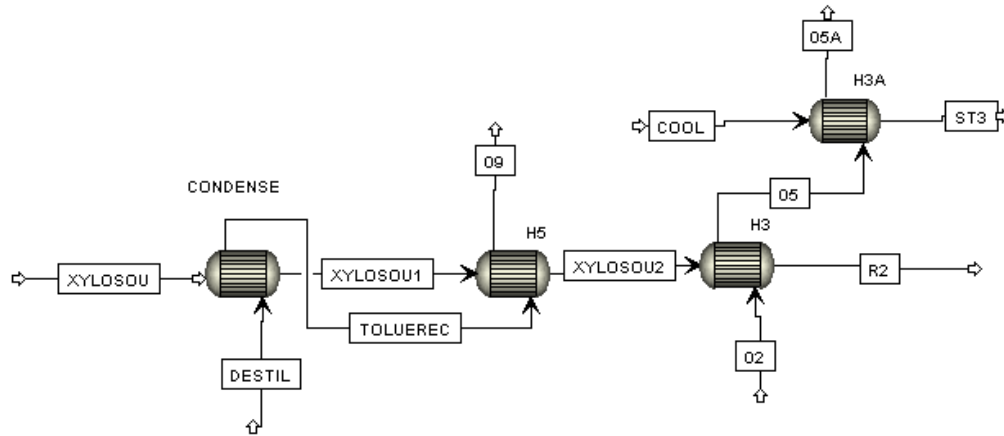 05A
H3A
COOL
ST3
09
CONDENSE
05
H5
H3
XYLOSOU
XYLOSOU1
XYLOSOU2
R2
TOLUEREC
02
DESTIL